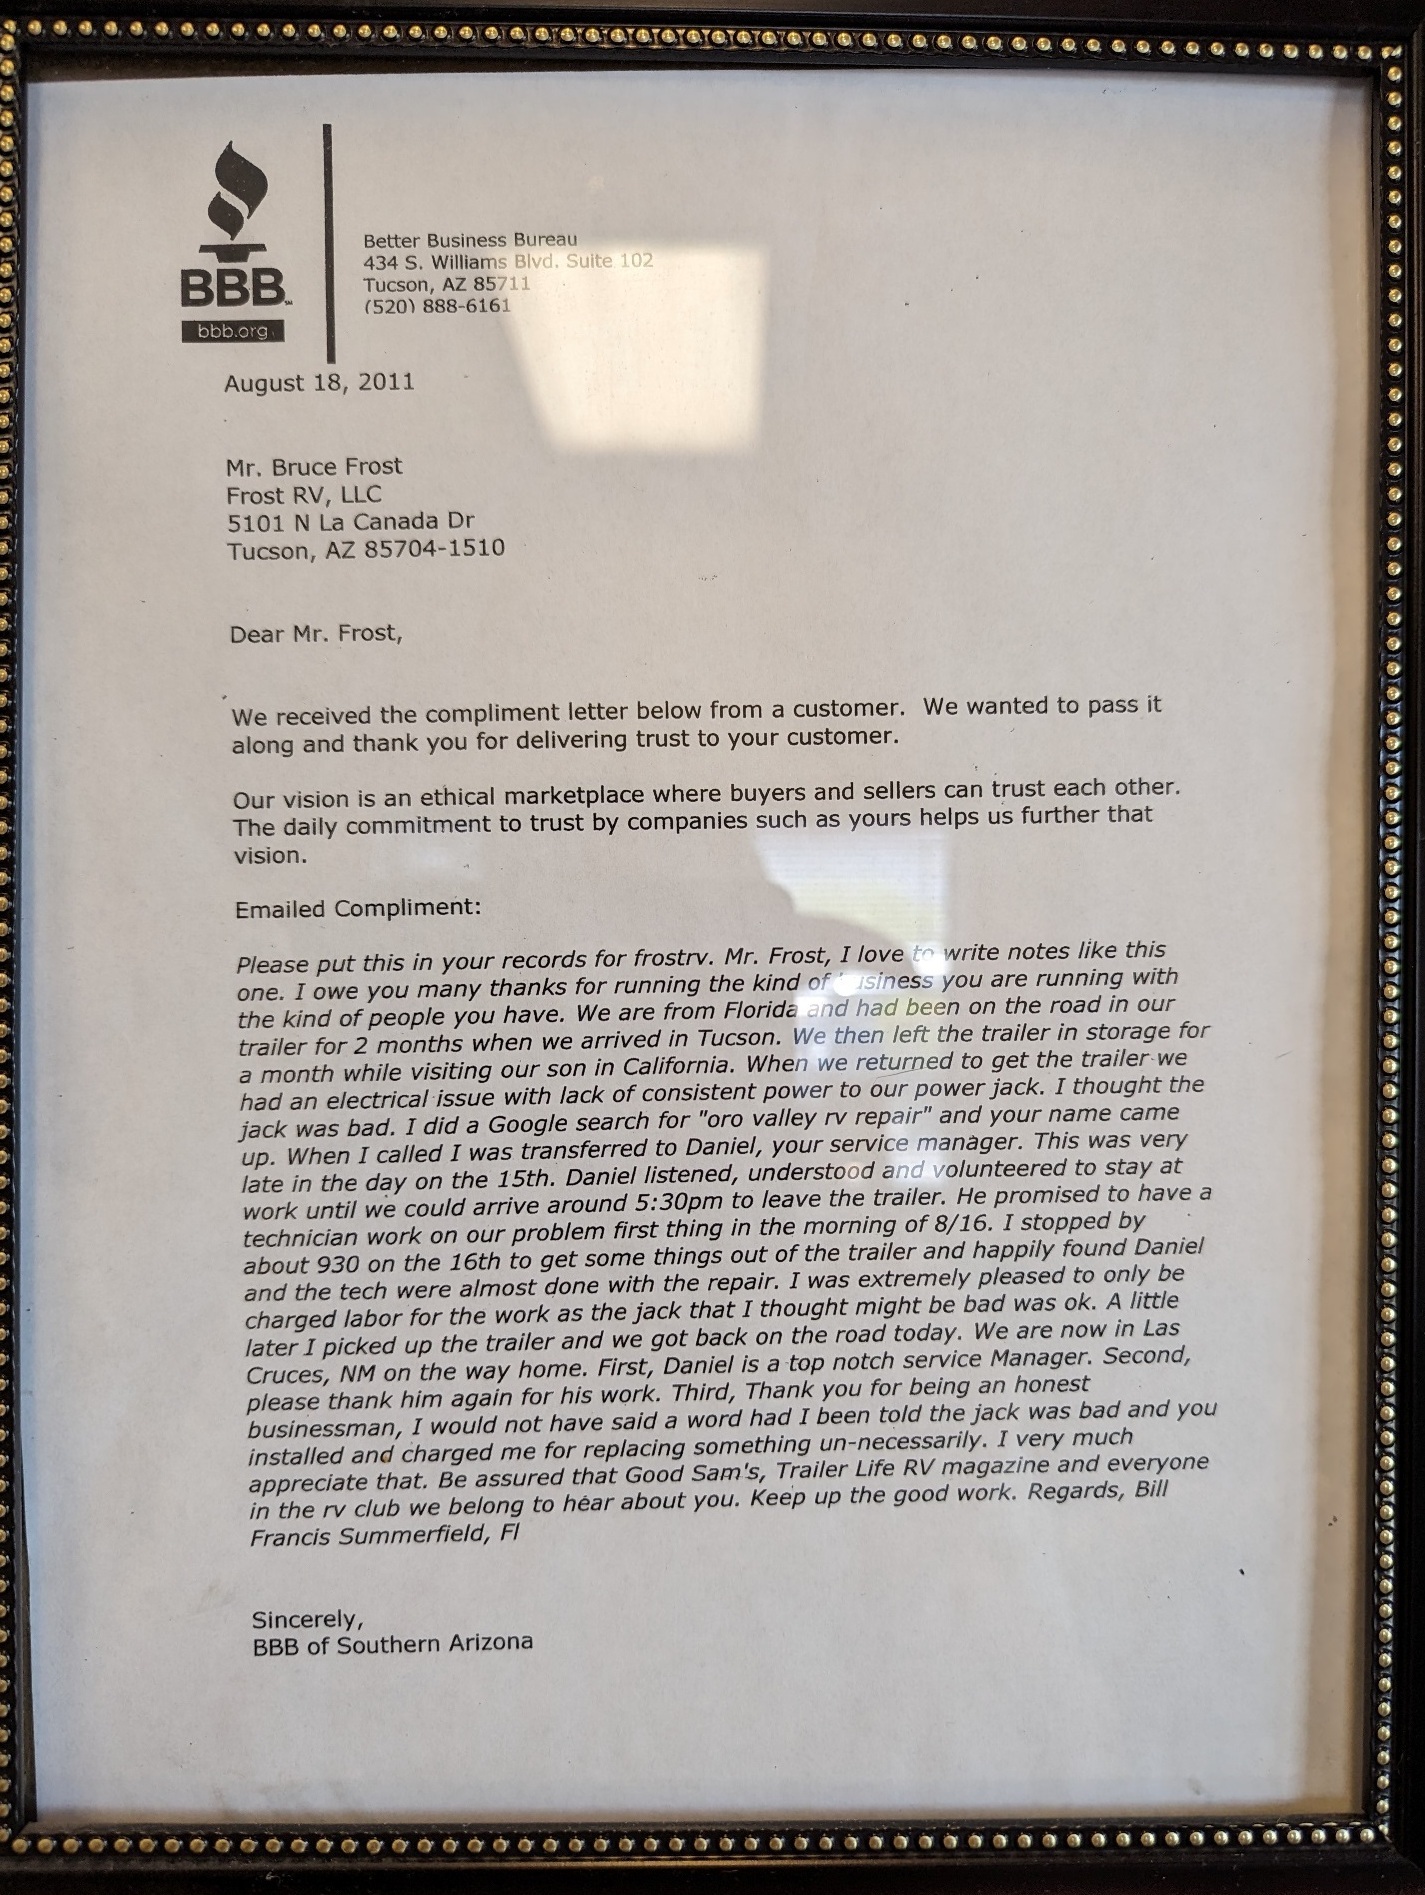 BBB
bbb.org
Better Business Bureau
434 S. Williams Blvd. Suite 102
Tucson, AZ 85711
(520) 888-6161
August 18, 2011
Mr. Bruce Frost
Frost RV, LLC
5101 N La Canada Dr
Tucson, AZ 85704-1510
Dear Mr. Frost,
We received the compliment letter below from a customer. We wanted to pass it
along and thank you for delivering trust to your customer.
Our vision is an ethical marketplace where buyers and sellers can trust each other.
The daily commitment to trust by companies such as yours helps us further that
vision.
Emailed Compliment:
Please put this in your records for frostrv. Mr. Frost, I love to write notes like this
one. I owe you many thanks for running the kind of business you are running with
the kind of people you have. We are from Florida and had been on the road in our
trailer for 2 months when we arrived in Tucson. We then left the trailer in storage for
a month while visiting our son in California. When we returned to get the trailer we
had an electrical issue with lack of consistent power to our power jack. I thought the
jack was bad. I did a Google search for "oro valley rv repair" and your name came
up. When I called I was transferred to Daniel, your service manager. This was very
late in the day on the 15th. Daniel listened, understood and volunteered to stay at
work until we could arrive around 5:30pm to leave the trailer. He promised to have a
technician work on our problem first thing in the morning of 8/16. I stopped by
about 930 on the 16th to get some things out of the trailer and happily found Daniel
and the tech were almost done with the repair. I was extremely pleased to only be
charged labor for the work as the jack that I thought might be bad was ok. A little
later I picked up the trailer and we got back on the road today. We are now in Las
Cruces, NM on the way home. First, Daniel is a top notch service Manager. Second,
please thank him again for his work. Third, Thank you for being an honest
businessman, I would not have said a word had I been told the jack was bad and you
installed and charged me for replacing something un-necessarily. I very much
appreciate that. Be assured that Good Sam's, Trailer Life RV magazine and everyone
in the rv club we belong to hear about you. Keep up the good work. Regards, Bill
Francis Summerfield, Fl
Sincerely,
BBB of Southern Arizona